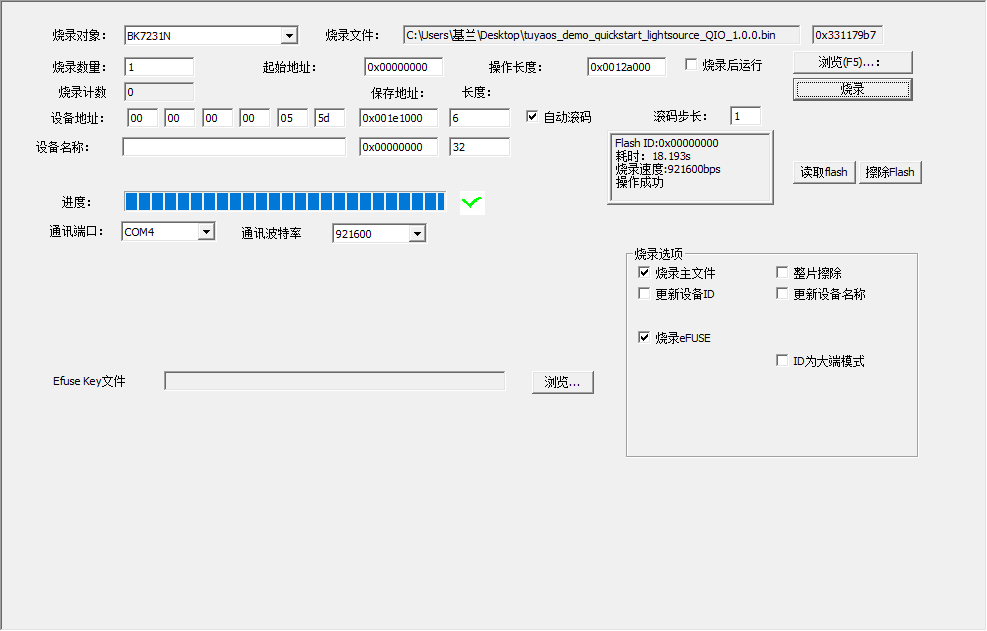 烧录对象： BK7231N 烧录文件： C:\Users\基兰\Desktop\tuyaos_demo_quickstart_lightsource_QIO_1.0.0.bin 0x331179b7
烧录数量： 1 起始地址： 0x00000000 操作长度： 0x0012a000 烧录后运行 浏览(F5)...：
烧录计数 0 保存地址： 长度： 烧录
设备地址： 00 00 00 00 05 5d 0x001e1000 6 自动滚码 滚码步长： 1
设备名称： 0x00000000 32
Flash ID:0x00000000
耗时：18.193s
烧录速度:921600bps
操作成功
读取flash 擦除Flash
进度：
通讯端口： COM4 通讯波特率 921600
烧录选项
烧录主文件 整片擦除
更新设备ID 更新设备名称
烧录eFUSE
ID为大端模式
Efuse Key文件 浏览...